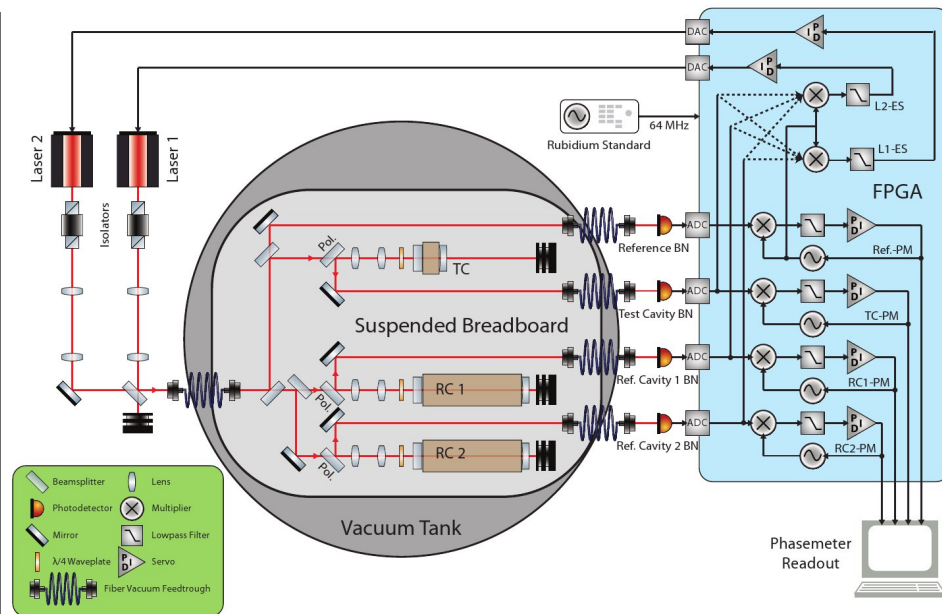 DAC
I P D
DAC
I P D
L2-ES
L1-ES
64 MHz
Rubidium Standard
FPGA
Laser 2
Laser 1
Isolators
Pol.
TC
Reference BN
ADC
P I D
Ref.-PM
Suspended Breadboard
Test Cavity BN
ADC
P I D
TC-PM
Pol.
RC 1
Ref. Cavity 1 BN
ADC
P I D
RC1-PM
Pol.
RC 2
Ref. Cavity 2 BN
ADC
P I D
RC2-PM
Vacuum Tank
Phasemeter
Readout
Beamsplitter
Lens
Photodetector
Multiplier
Mirror
Lowpass Filter
λ/4 Waveplate
P I D
Servo
Fiber Vacuum Feedtrough